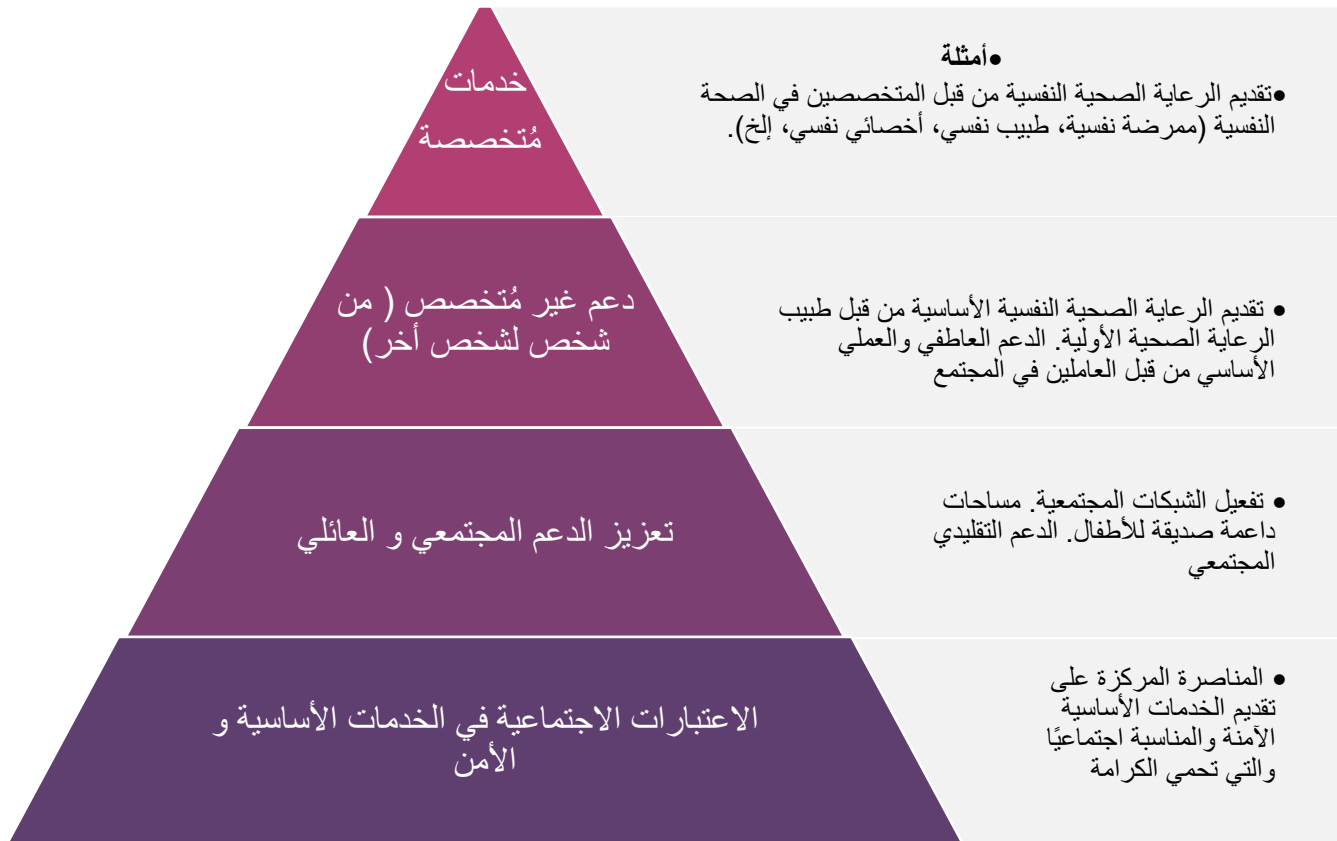 خدمات
مُتخصصة
•أمثلة
•تقديم الرعاية الصحية النفسية من قبل المتخصصين في الصحة
النفسية (ممرضة نفسية، طبيب نفسي، أخصائي نفسي، إلخ).
دعم غير مُتخصص ( من
شخص لشخص أخر)
• تقديم الرعاية الصحية النفسية الأساسية من قبل طبيب
الرعاية الصحية الأولية. الدعم العاطفي والعملي
الأساسي من قبل العاملين في المجتمع
تعزيز الدعم المجتمعي و العائلي
• تفعيل الشبكات المجتمعية. مساحات
داعمة صديقة للأطفال. الدعم التقليدي
المجتمعي
الاعتبارات الاجتماعية في الخدمات الأساسية و
الأمن
• المناصرة المركزة على
تقديم الخدمات الأساسية
الآمنة والمناسبة اجتماعيًا
والتي تحمي الكرامة